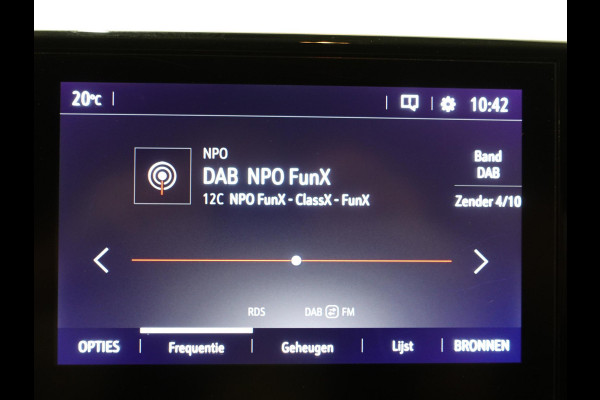 20°C
10:42
NPO
DAB NPO FunX
12C NPO FunX - ClassX - FunX
Band
DAB
Zender 4/10
RDS DAB FM
OPTIES Frequentie Geheugen Lijst BRONNEN